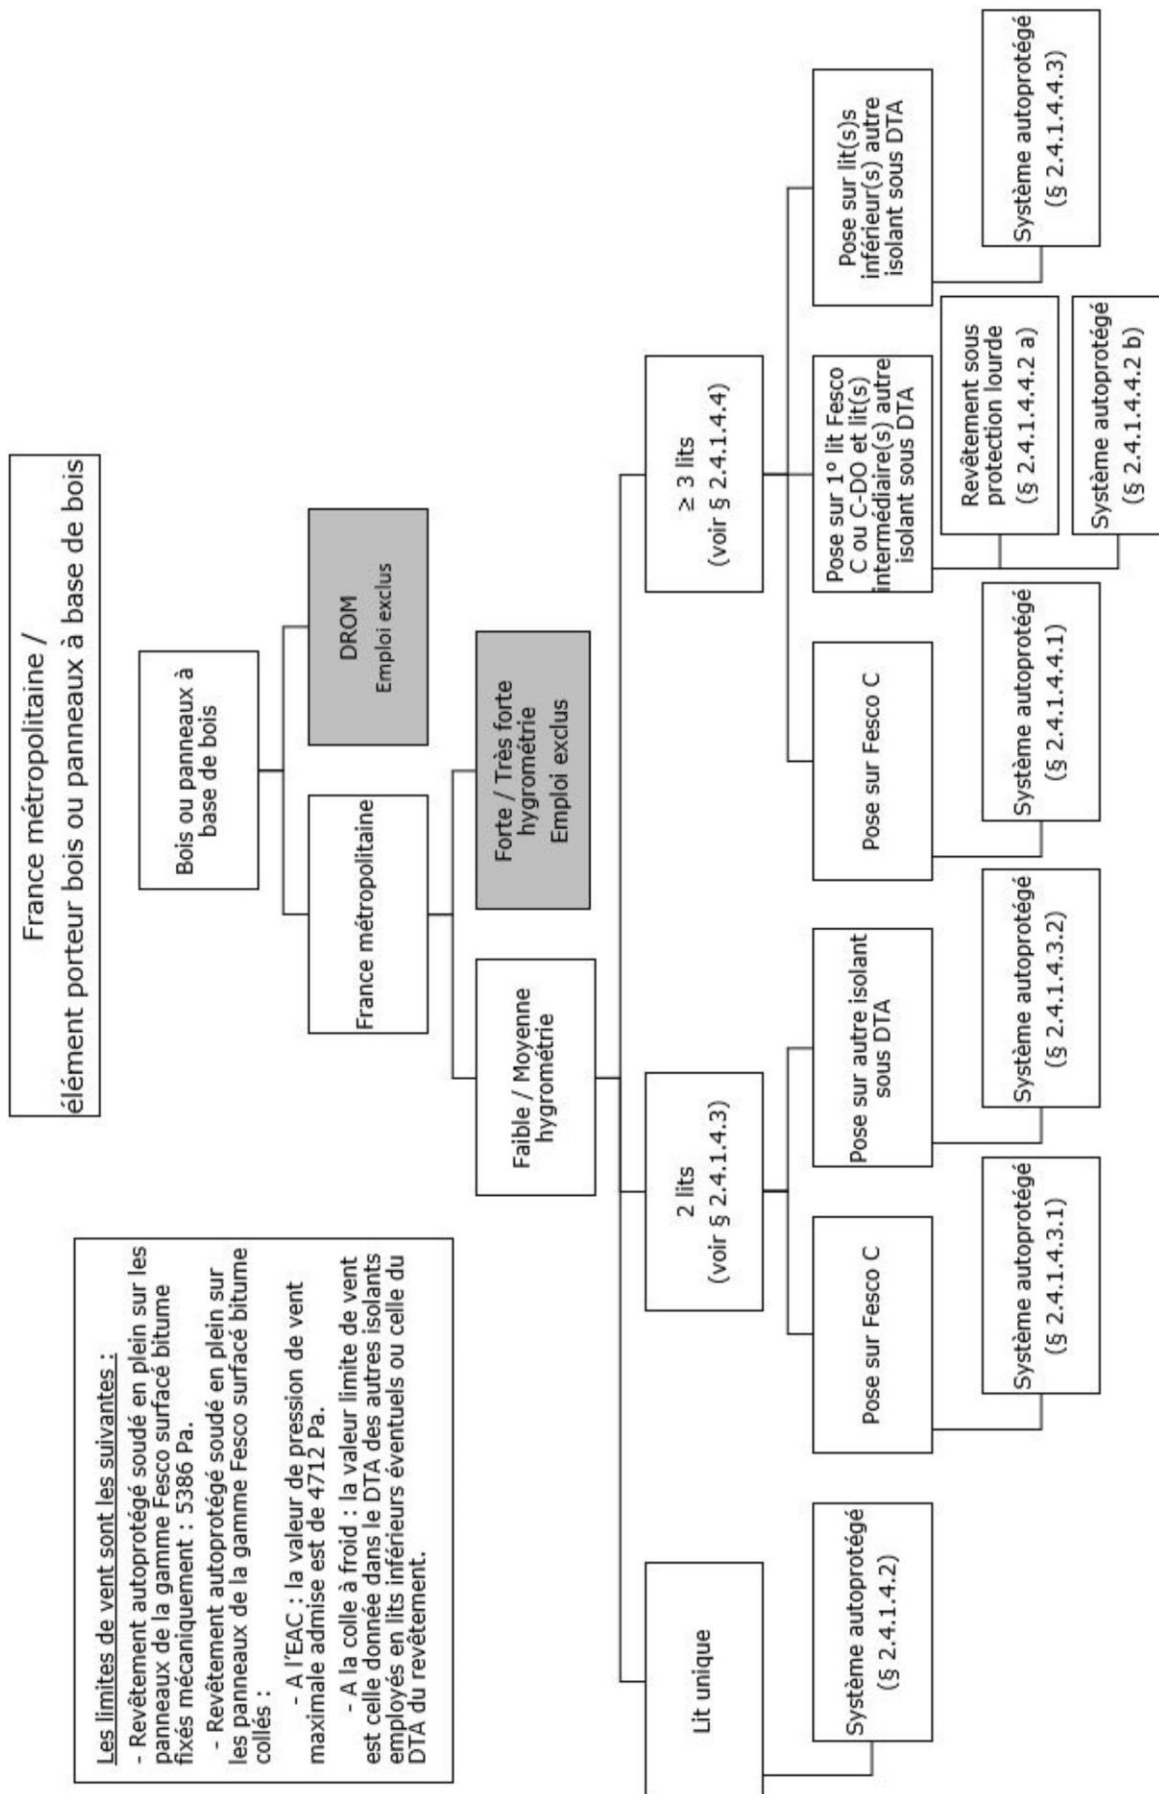 France métropolitaine /
élément porteur bois ou panneaux à base de bois
Les limites de vent sont les suivantes :
- Revêtement autoprotégé soudé en plein sur les
panneaux de la gamme Fesco surfacé bitume
fixés mécaniquement : 5386 Pa.
- Revêtement autoprotégé soudé en plein sur
les panneaux de la gamme Fesco surfacé bitume
collés :
- A l'EAC : la valeur de pression de vent
maximale admise est de 4712 Pa.
- A la colle à froid : la valeur limite de vent
est celle donnée dans le DTA des autres isolants
employés en lits inférieurs éventuels ou celle du
DTA du revêtement.
Bois ou panneaux à
base de bois
France métropolitaine
DROM
Emploi exclus
Faible / Moyenne
hygrométrie
Forte / Très forte
hygrométrie
Emploi exclus
Lit unique
2 lits
(voir § 2.4.1.4.3)
≥ 3 lits
(voir § 2.4.1.4.4)
Système autoprotégé
(§ 2.4.1.4.2)
Pose sur Fesco C
Pose sur autre isolant
sous DTA
Pose sur Fesco C
Pose sur 1° lit Fesco
C ou C-DO et lit(s)
intermédiaire(s) autre
isolant sous DTA
Pose sur lit(s)s
inférieur(s) autre
isolant sous DTA
Système autoprotégé
(§ 2.4.1.4.3.1)
Système autoprotégé
(§ 2.4.1.4.3.2)
Système autoprotégé
(§ 2.4.1.4.4.1)
Revêtement sous
protection lourde
(§ 2.4.1.4.4.2 a)
Système autoprotégé
(§ 2.4.1.4.4.2 b)
Système autoprotégé
(§ 2.4.1.4.4.3)